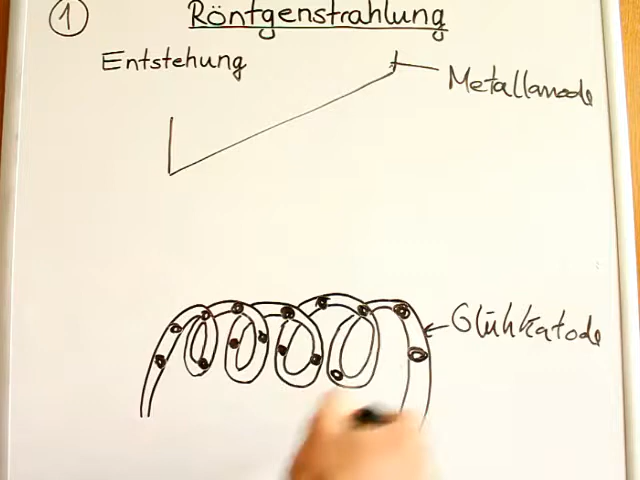 1
Röntgenstrahlung
Entstehung
Metallanode
Glühkatode